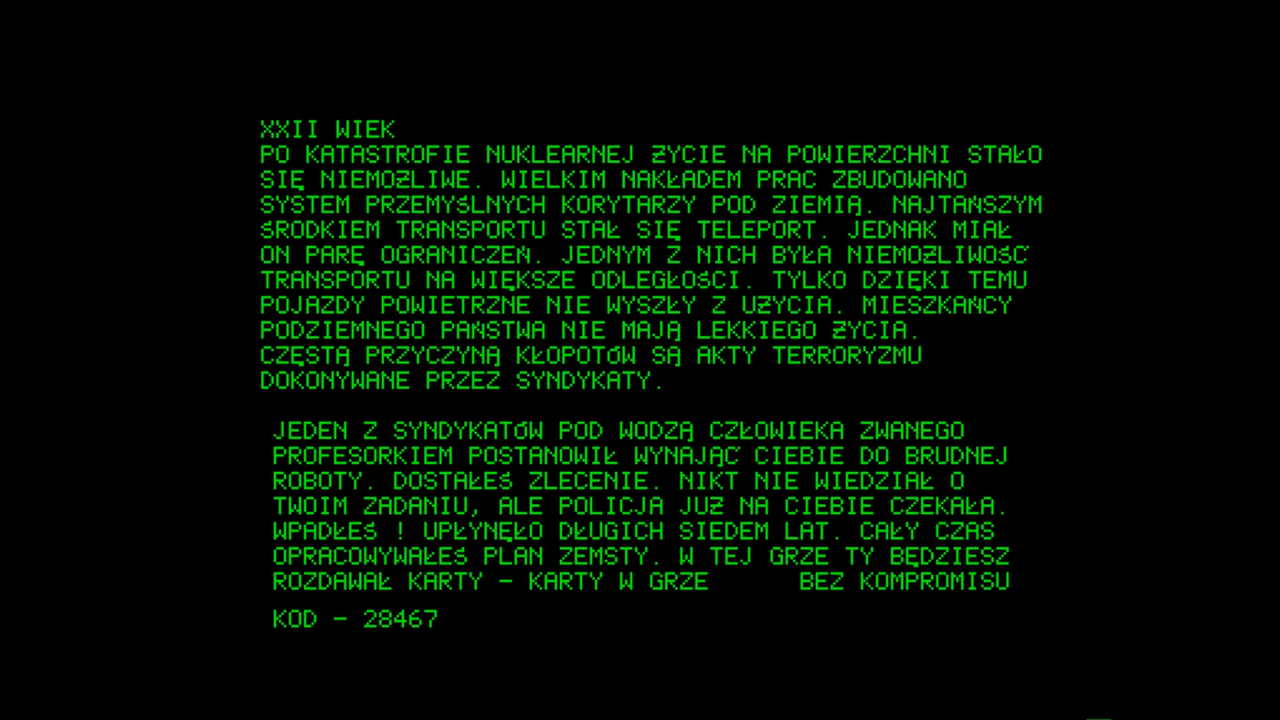 XXII WIEK
PO KATASTROFIE NUKLEARNEJ ŻYCIE NA POWIERZCHNI STAŁO
SIĘ NIEMOŻLIWE. WIELKIM NAKŁADEM PRAC ZBUDOWANO
SYSTEM PRZEMYŚLNYCH KORYTARZY POD ZIEMIĄ. NAJTAŃSZYM
ŚRODKIEM TRANSPORTU STAŁ SIĘ TELEPORT. JEDNAK MIAŁ
ON PARĘ OGRANICZEŃ. JEDNYM Z NICH BYŁA NIEMOŻLIWOŚĆ
TRANSPORTU NA WIĘKSZE ODLEGŁOŚCI. TYLKO DZIĘKI TEMU
POJAZDY POWIETRZNE NIE WYSZŁY Z UŻYCIA. MIESZKAŃCY
PODZIEMNEGO PAŃSTWA NIE MAJĄ LEKKIEGO ŻYCIA.
CZĘSTĄ PRZYCZYNĄ KŁOPOTÓW SĄ AKTY TERRORYZMU
DOKONYWANE PRZEZ SYNDYKATY.
JEDEN Z SYNDYKATÓW POD WODZĄ CZŁOWIEKA ZWANEGO
PROFESORKIEM POSTANOWIŁ WYNAJĄĆ CIEBIE DO BRUDNEJ
ROBOTY. DOSTAŁEŚ ZLECENIE. NIKT NIE WIEDZIAŁ O
TWOIM ZADANIU, ALE POLICJA JUŻ NA CIEBIE CZEKAŁA.
WPADŁEŚ ! UPŁYNĘŁO DŁUGICH SIEDEM LAT. CAŁY CZAS
OPRACOWYWAŁEŚ PLAN ZEMSTY. W TEJ GRZE TY BĘDZIESZ
ROZDAWAŁ KARTY - KARTY W GRZE BEZ KOMPROMISU
KOD - 28467